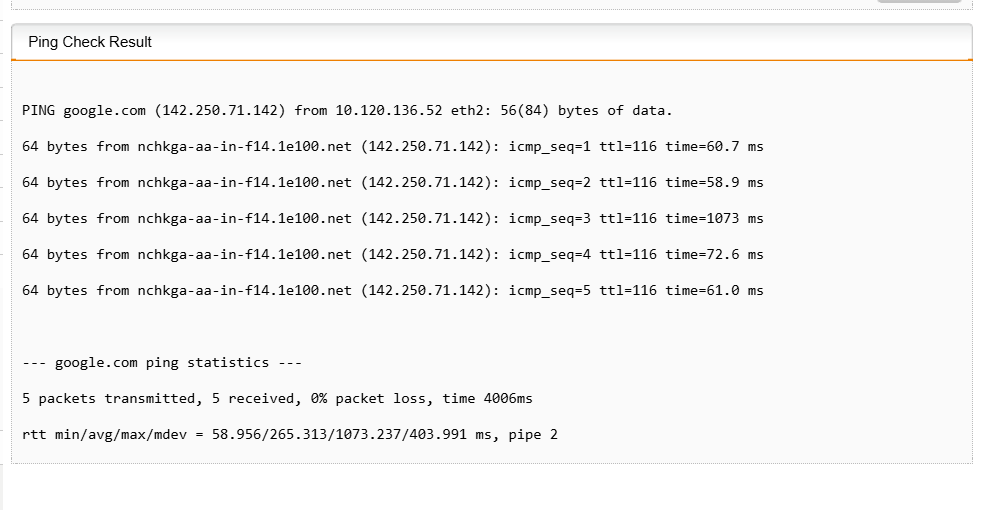 Ping Check Result
PING google.com (142.250.71.142) from 10.120.136.52 eth2: 56(84) bytes of data.
64 bytes from nchkga-aa-in-f14.1e100.net (142.250.71.142): icmp_seq=1 ttl=116 time=60.7 ms
64 bytes from nchkga-aa-in-f14.1e100.net (142.250.71.142): icmp_seq=2 ttl=116 time=58.9 ms
64 bytes from nchkga-aa-in-f14.1e100.net (142.250.71.142): icmp_seq=3 ttl=116 time=1073 ms
64 bytes from nchkga-aa-in-f14.1e100.net (142.250.71.142): icmp_seq=4 ttl=116 time=72.6 ms
64 bytes from nchkga-aa-in-f14.1e100.net (142.250.71.142): icmp_seq=5 ttl=116 time=61.0 ms
--- google.com ping statistics ---
5 packets transmitted, 5 received, 0% packet loss, time 4006ms
rtt min/avg/max/mdev = 58.956/265.313/1073.237/403.991 ms, pipe 2